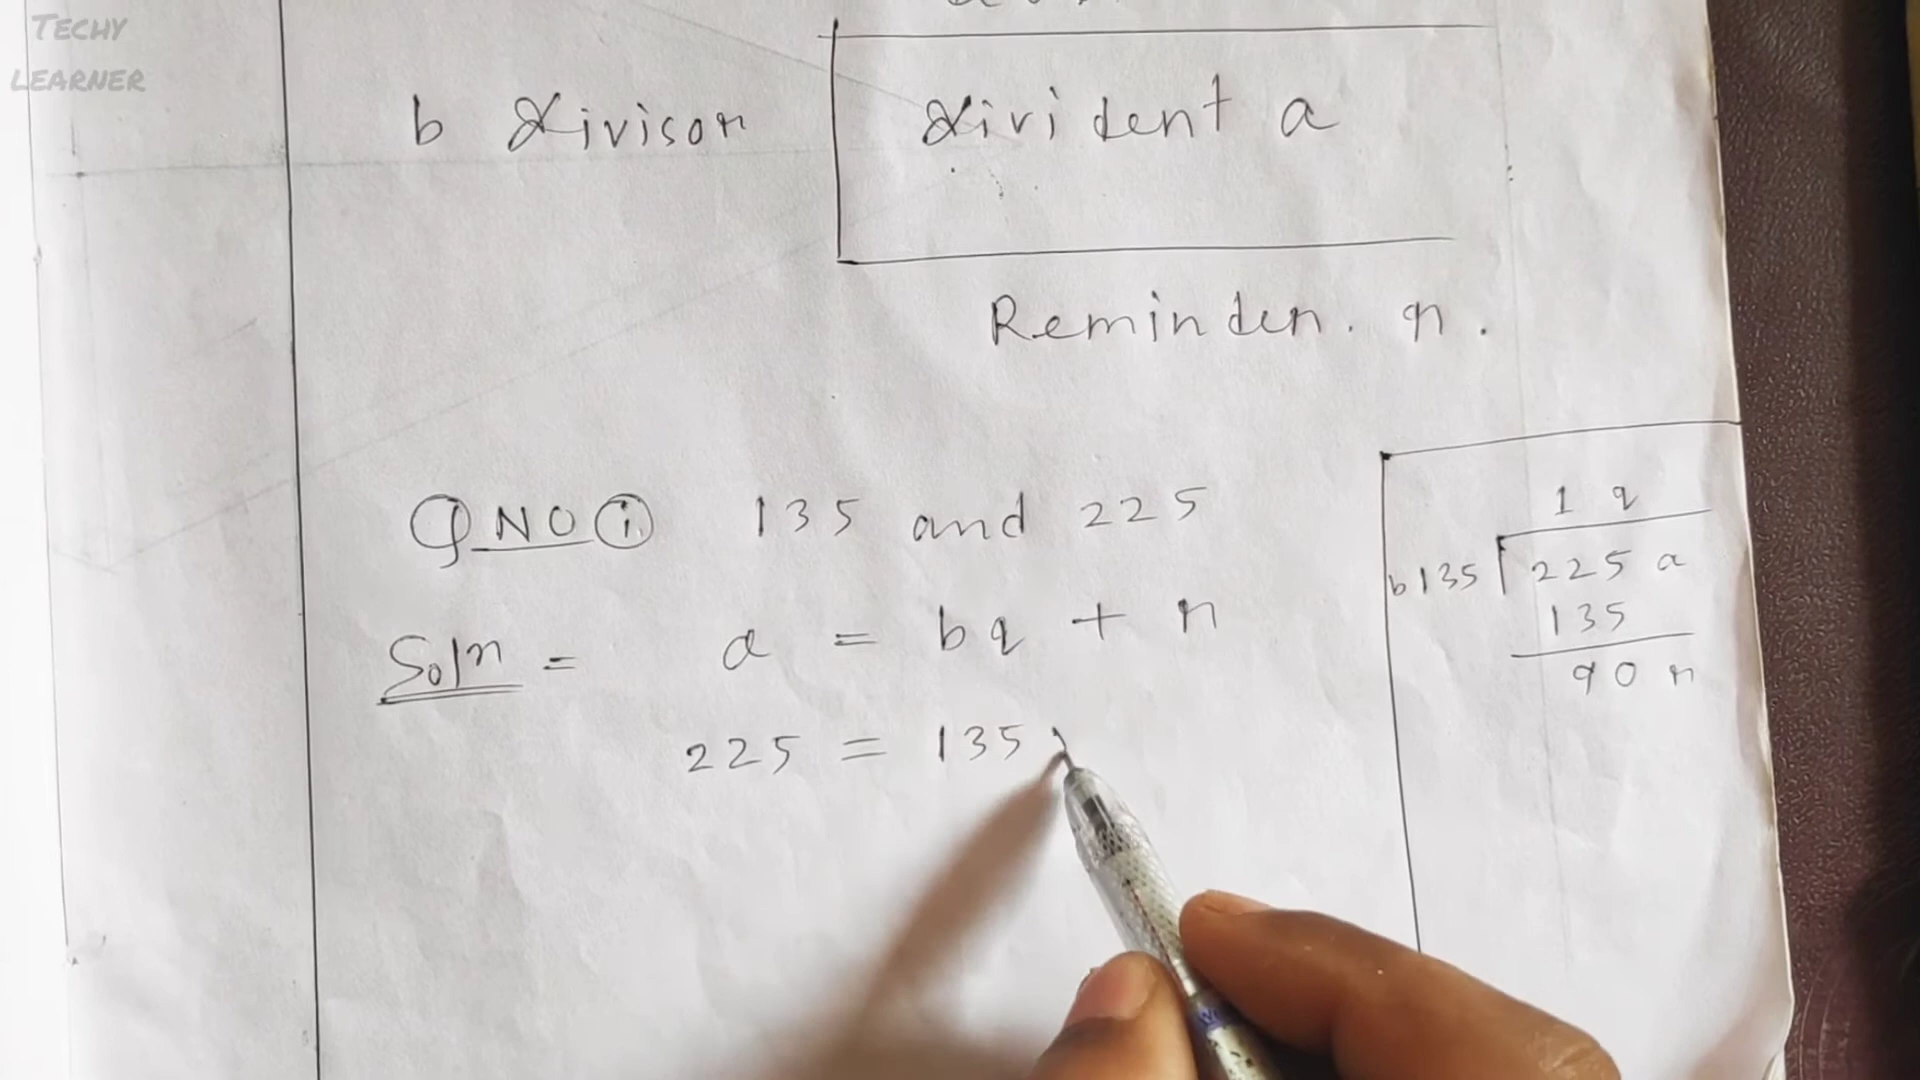 TECHY
LEARNER
b Divisor
Divident a
Reminder. r.
Q NO i 135 and 225
Soln = a = bq + r
225 = 135
1 q
b 135 225 a
135
90 r